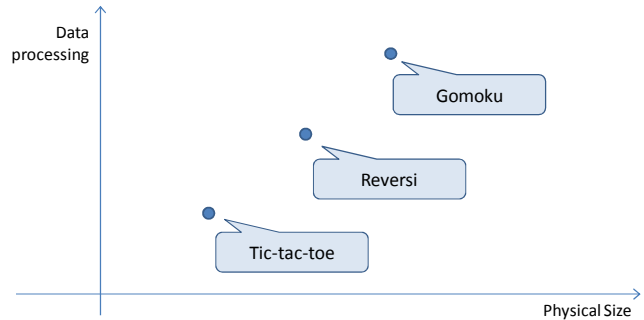 Data
processing
Gomoku
Reversi
Tic-tac-toe
Physical Size